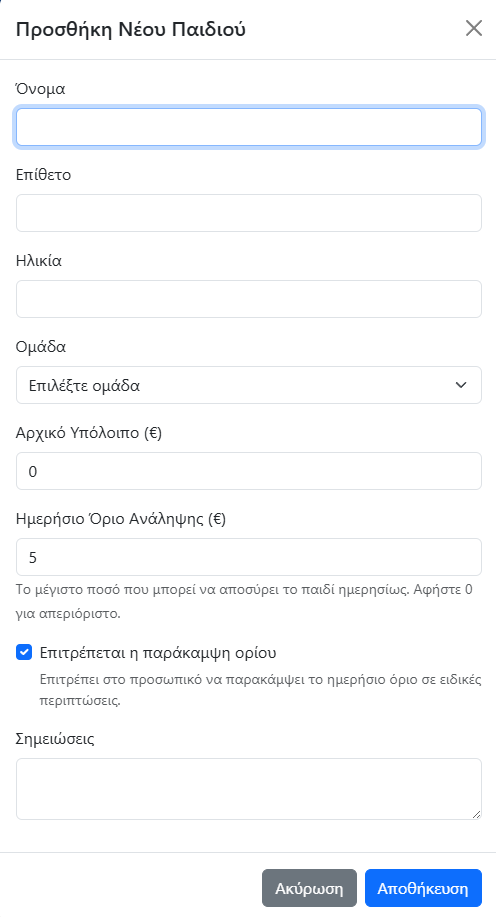 Προσθήκη Νέου Παιδιού
Όνομα
Επίθετο
Ηλικία
Ομάδα
Επιλέξτε ομάδα
Αρχικό Υπόλοιπο (€)
0
Ημερήσιο Όριο Ανάληψης (€)
5
Το μέγιστο ποσό που μπορεί να αποσύρει το παιδί ημερησίως. Αφήστε 0
για απεριόριστο.
Επιτρέπεται η παράκαμψη ορίου
Επιτρέπει στο προσωπικό να παρακάμψει το ημερήσιο όριο σε ειδικές
περιπτώσεις.
Σημειώσεις
Ακύρωση
Αποθήκευση